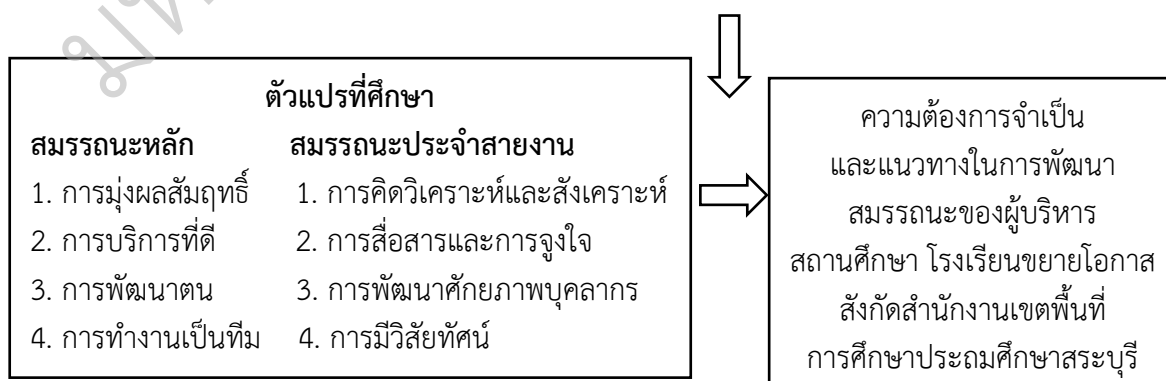 ตัวแปรที่ศึกษา
สมรรถนะหลัก สมรรถนะประจำสายงาน
1. การมุ่งผลสัมฤทธิ์ 1. การคิดวิเคราะห์และสังเคราะห์
2. การบริการที่ดี 2. การสื่อสารและการจูงใจ
3. การพัฒนาตน 3. การพัฒนาศักยภาพบุคลากร
4. การทำงานเป็นทีม 4. การมีวิสัยทัศน์
ความต้องการจำเป็น
และแนวทางในการพัฒนา
สมรรถนะของผู้บริหาร
สถานศึกษา โรงเรียนขยายโอกาส
สังกัดสำนักงานเขตพื้นที่
การศึกษาประถมศึกษาสระบุรี